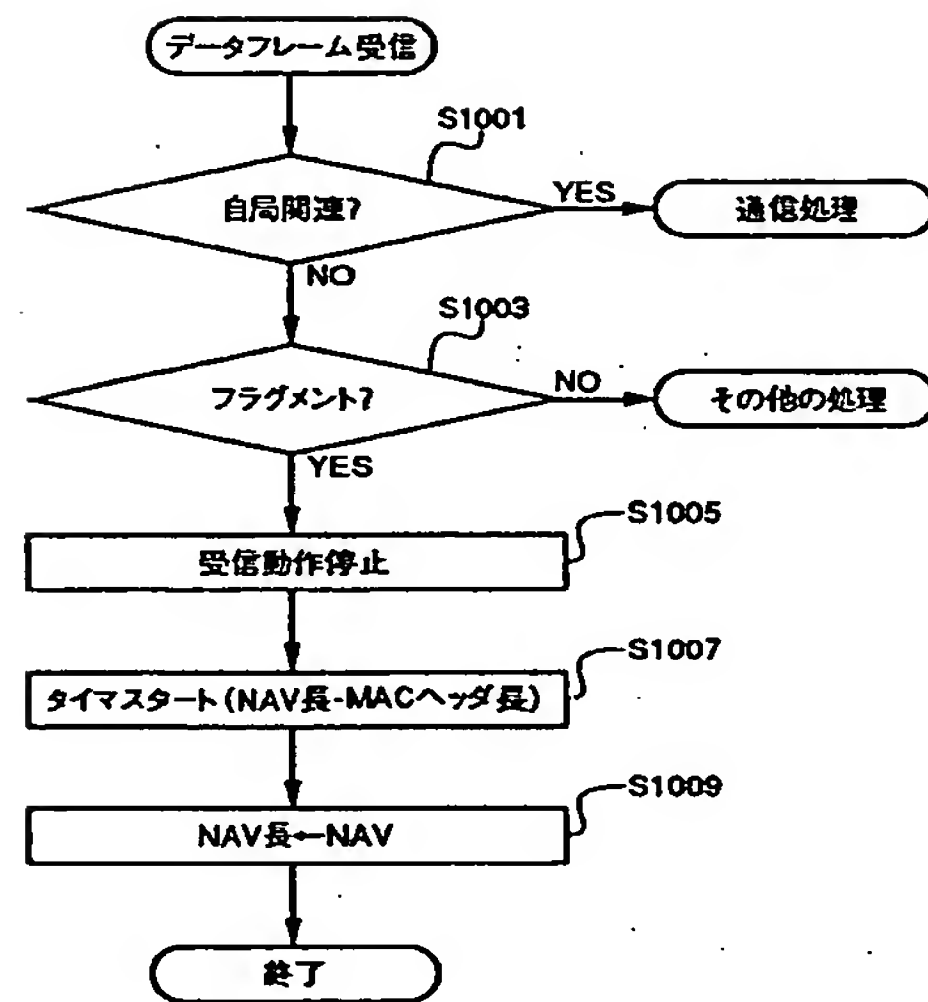 データフレーム受信
S1001
自局関連?
YES
通信処理
NO
S1003
フラグメント?
NO
その他の処理
YES
S1005
受信動作停止
S1007
タイマスタート(NAV長-MACヘッダ長)
S1009
NAV長←NAV
終了